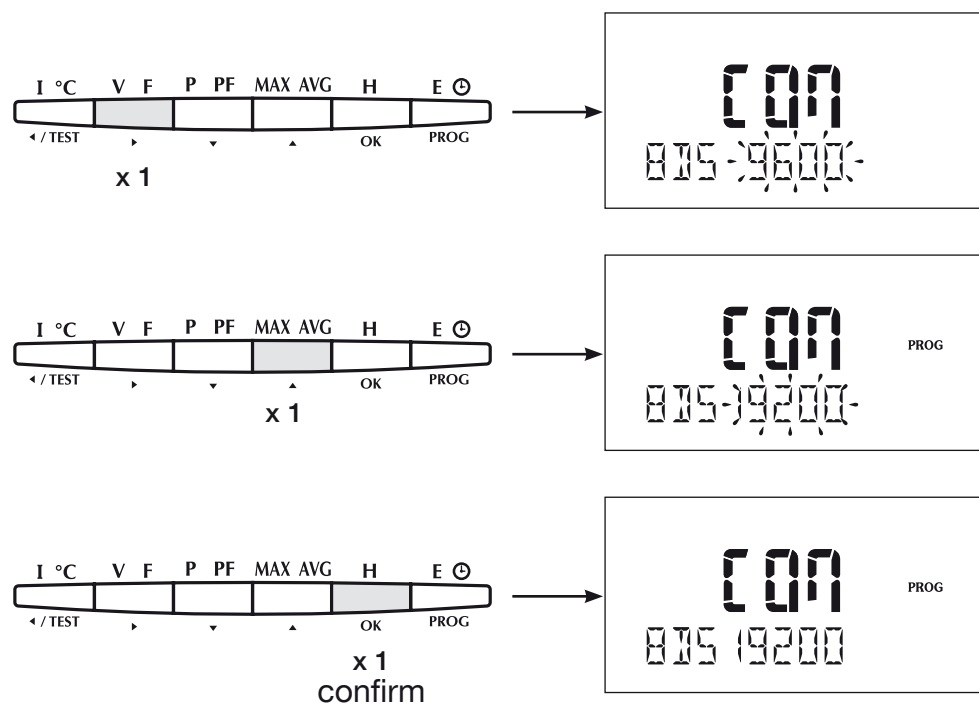 I °C V F P PF MAX AVG H E
/ TEST OK PROG
x 1
COM
BDS 9600
I °C V F P PF MAX AVG H E
/ TEST OK PROG
x 1
COM
PROG
BDS 19200
I °C V F P PF MAX AVG H E
/ TEST OK PROG
x 1
confirm
COM
PROG
BDS 19200